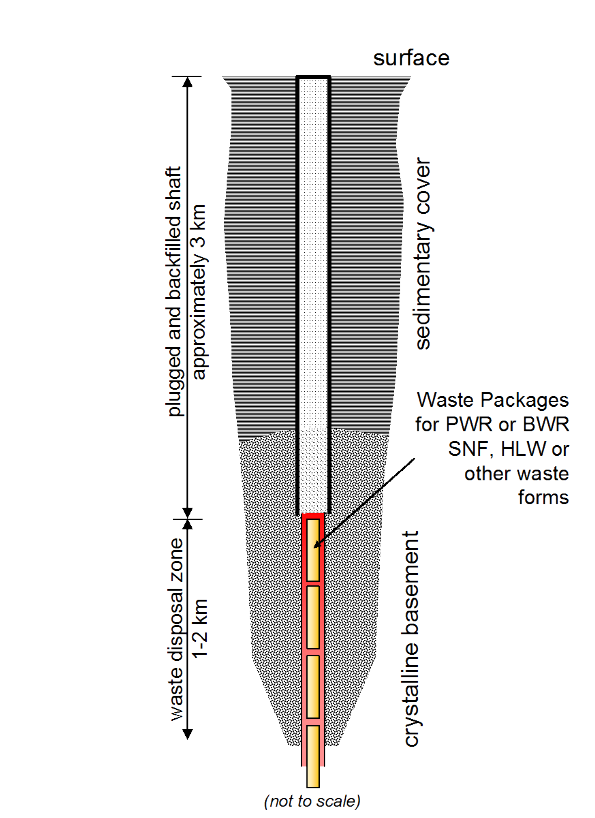 surface
plugged and backfilled shaft
approximately 3 km
sedimentary cover
Waste Packages
for PWR or BWR
SNF, HLW or
other waste
forms
waste disposal zone
1-2 km
crystalline basement
(not to scale)